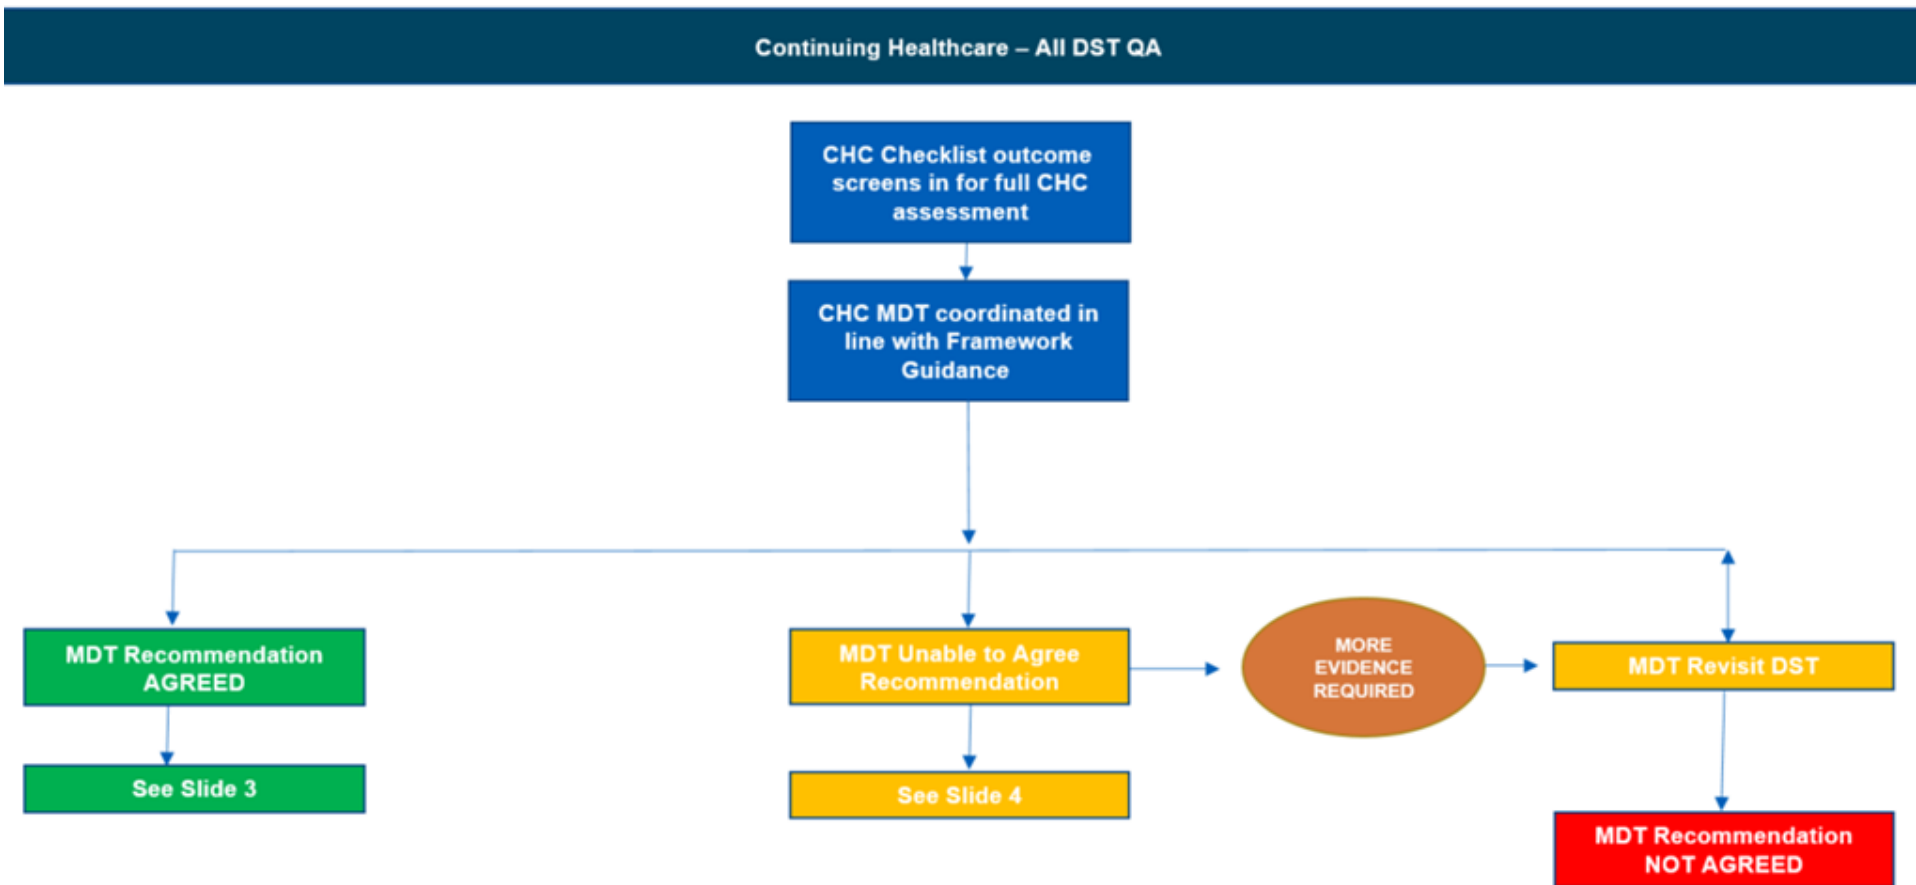 Continuing Healthcare – All DST QA
CHC Checklist outcome
screens in for full CHC
assessment
CHC MDT coordinated in
line with Framework
Guidance
MDT Recommendation
AGREED
See Slide 3
MDT Unable to Agree
Recommendation
See Slide 4
MORE
EVIDENCE
REQUIRED
MDT Revisit DST
MDT Recommendation
NOT AGREED